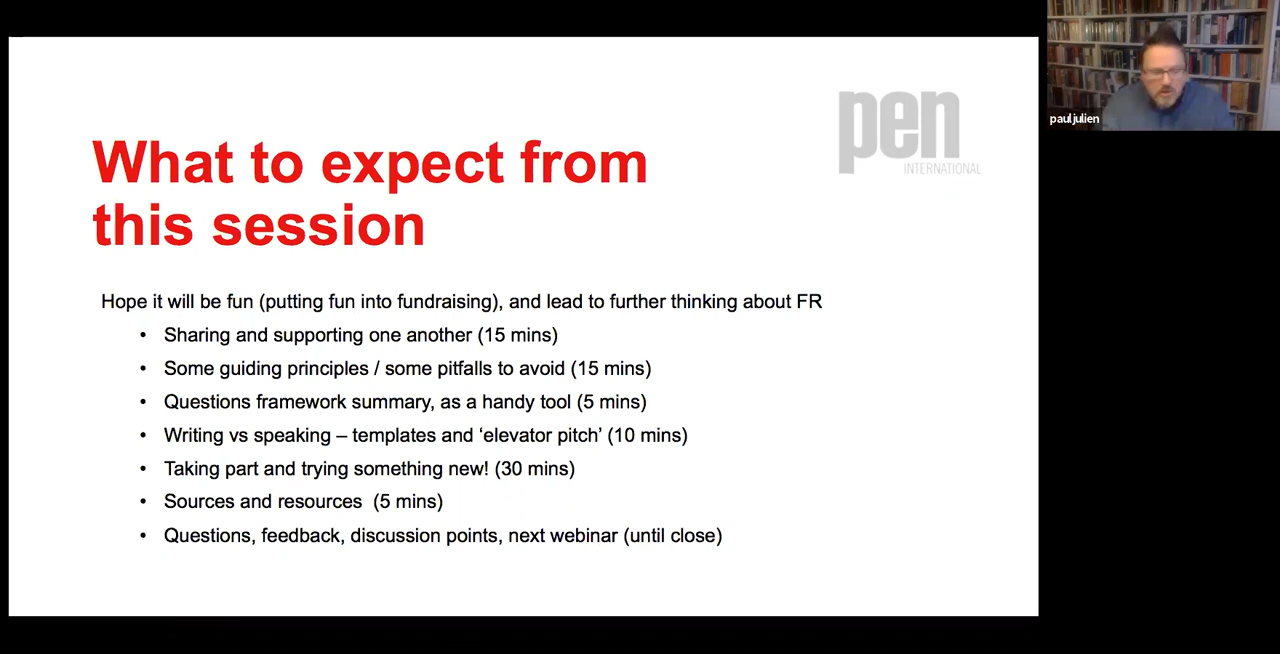 pen
INTERNATIONAL
pauljulien
What to expect from
this session
Hope it will be fun (putting fun into fundraising), and lead to further thinking about FR
• Sharing and supporting one another (15 mins)
• Some guiding principles / some pitfalls to avoid (15 mins)
• Questions framework summary, as a handy tool (5 mins)
• Writing vs speaking – templates and ‘elevator pitch’ (10 mins)
• Taking part and trying something new! (30 mins)
• Sources and resources (5 mins)
• Questions, feedback, discussion points, next webinar (until close)